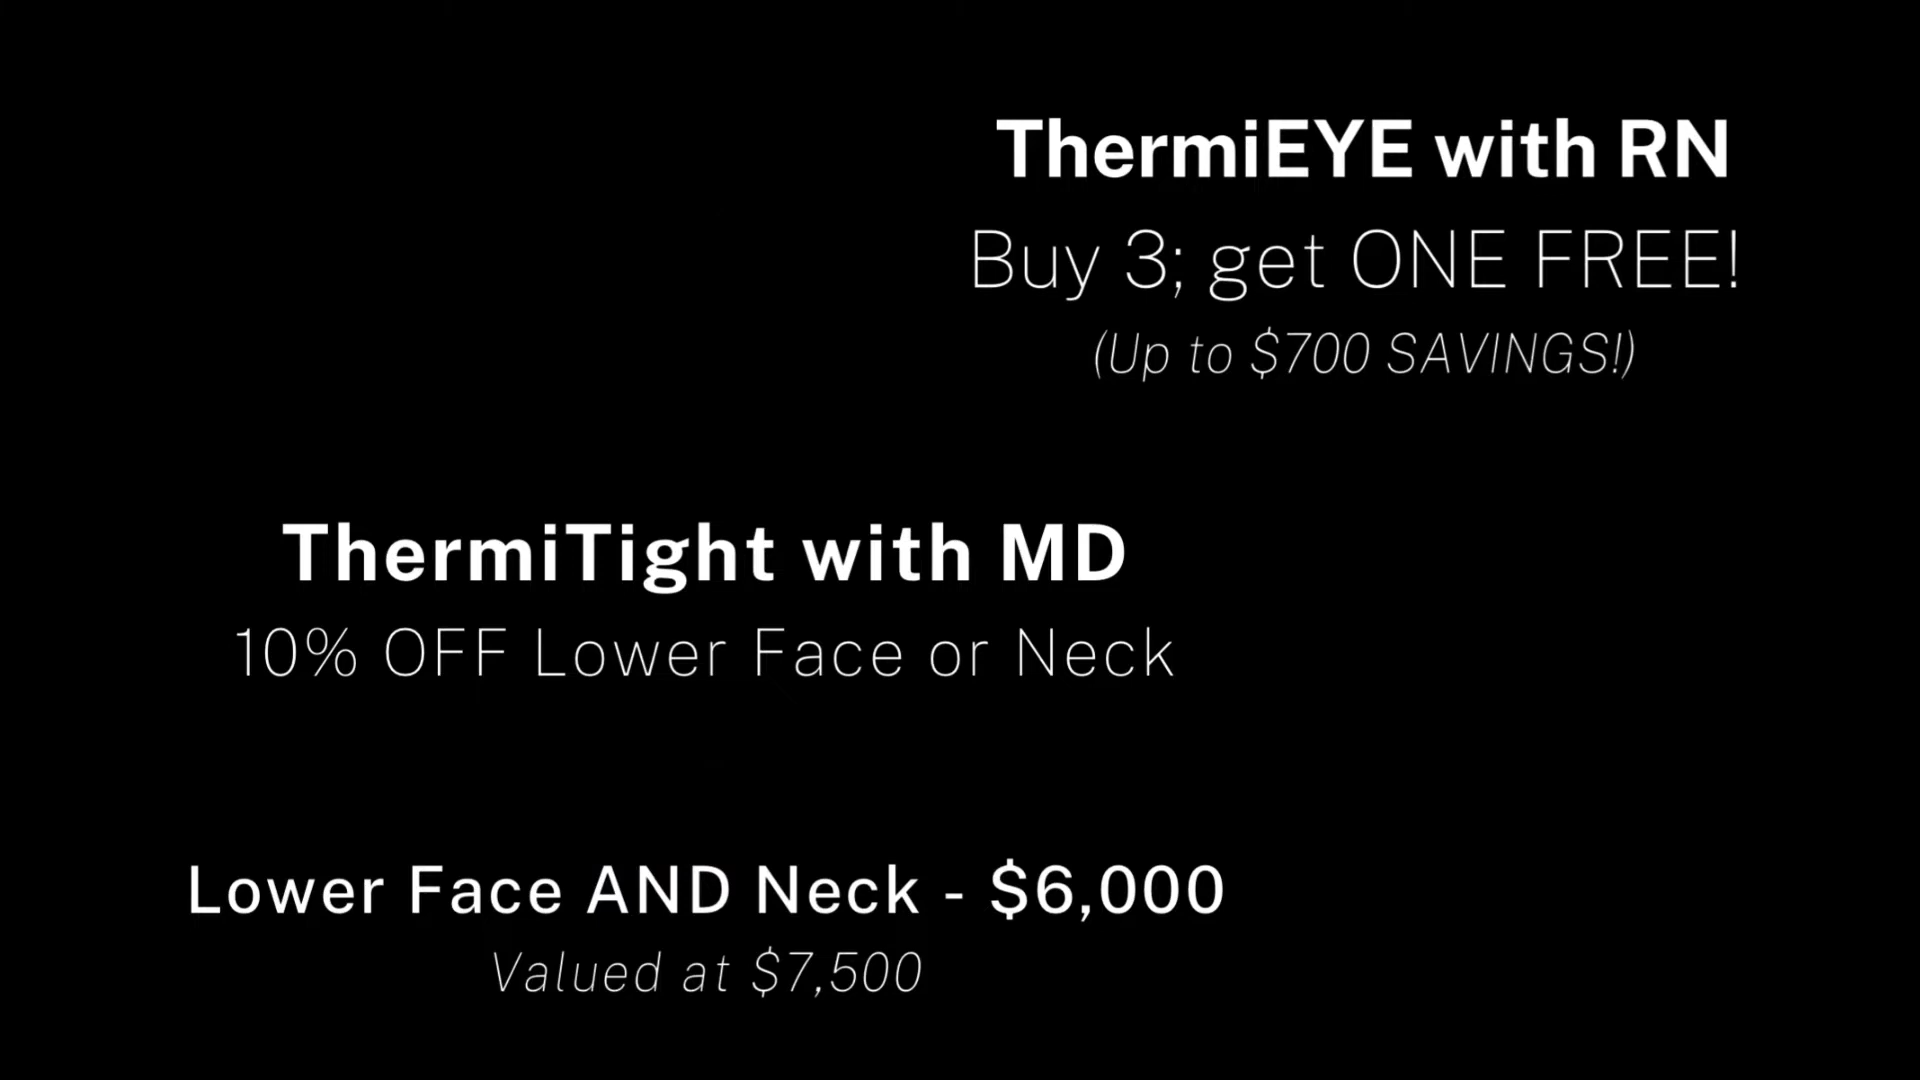 ThermiEYE with RN
Buy 3; get ONE FREE!
(Up to $700 SAVINGS!)
ThermiTight with MD
10% OFF Lower Face or Neck
Lower Face AND Neck - $6,000
Valued at $7,500